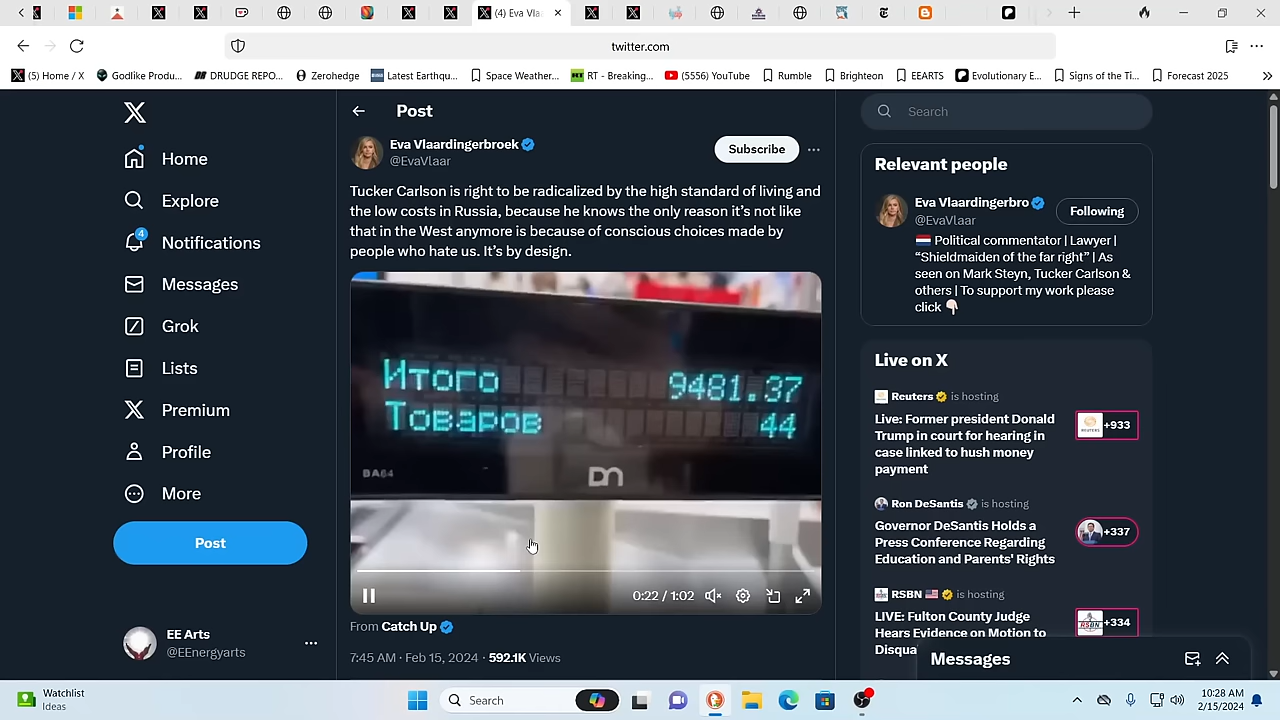 (4) Eva Vla
twitter.com
(5) Home / X
Godlike Produ...
DRUDGE REPO...
Zerohedge
Latest Earthqu...
Space Weather...
RT - Breaking...
(5556) YouTube
Rumble
Brighteon
EEARTS
Evolutionary E...
Signs of the Ti...
Forecast 2025
Home
Explore
4
Notifications
Messages
Grok
Lists
Premium
Profile
More
Post
EE Arts
@EEnergyarts
Post
Eva Vlaardingerbroek
@EvaVlaar
Subscribe
Tucker Carlson is right to be radicalized by the high standard of living and
the low costs in Russia, because he knows the only reason it’s not like
that in the West anymore is because of conscious choices made by
people who hate us. It’s by design.
Итого 9481.37
Товаров 44
BA64
DN
0:22 / 1:02
From Catch Up
7:45 AM · Feb 15, 2024 · 592.1K Views
Search
Relevant people
Eva Vlaardingerbro
@EvaVlaar
Following
Political commentator | Lawyer |
“Shieldmaiden of the far right” | As
seen on Mark Steyn, Tucker Carlson &
others | To support my work please
click
Live on X
Reuters is hosting
Live: Former president Donald
Trump in court for hearing in
case linked to hush money
payment
+933
Ron DeSantis is hosting
Governor DeSantis Holds a
Press Conference Regarding
Education and Parents' Rights
+337
RSBN is hosting
LIVE: Fulton County Judge
Hears Evidence on Motion to
Disqua
+334
Messages
Watchlist
Ideas
Search
10:28 AM
2/15/2024